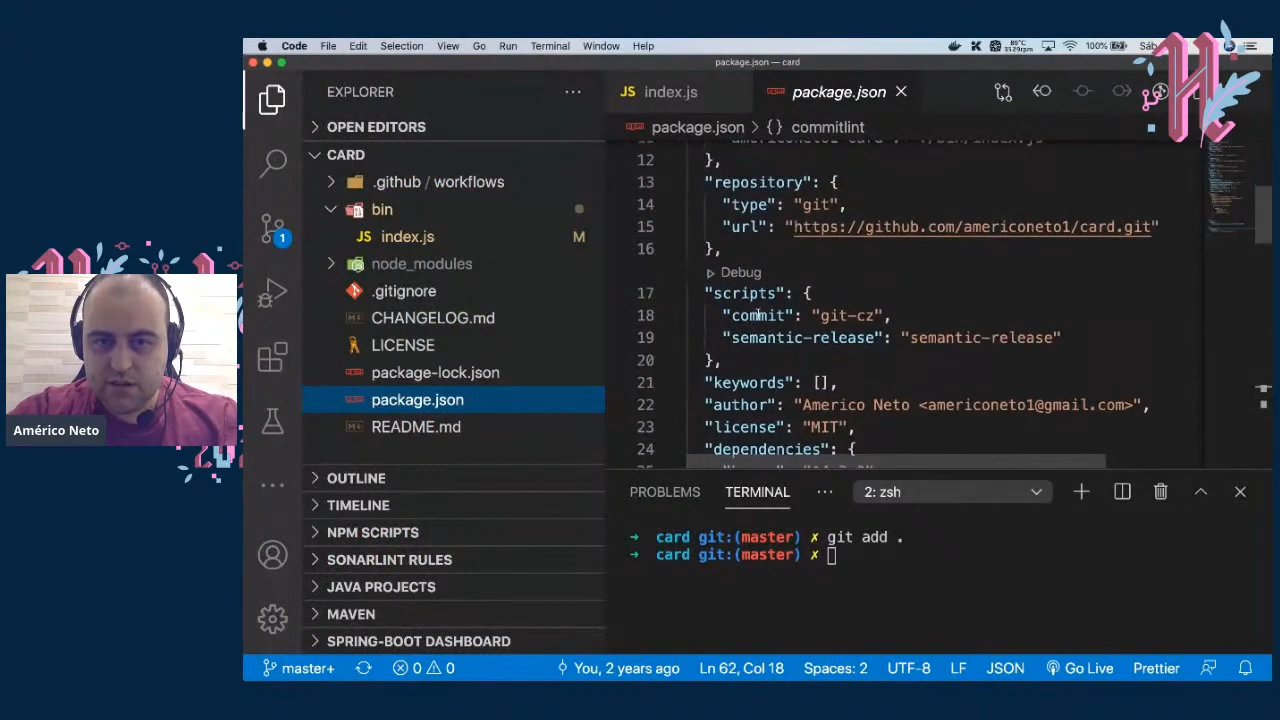 Code File Edit Selection View Go Run Terminal Window Help 89°C 3529rpm 100% Sáb
package.json — card
EXPLORER
JS index.js
package.json
OPEN EDITORS
package.json > {} commitlint
CARD
.github / workflows
bin
JS index.js M
node_modules
.gitignore
CHANGELOG.md
LICENSE
package-lock.json
package.json
README.md
OUTLINE
TIMELINE
NPM SCRIPTS
SONARLINT RULES
JAVA PROJECTS
MAVEN
SPRING-BOOT DASHBOARD
1
12 },
13 "repository": {
14 "type": "git",
15 "url": "https://github.com/americoneto1/card.git"
16 },
Debug
17 "scripts": {
18 "commit": "git-cz",
19 "semantic-release": "semantic-release"
20 },
21 "keywords": [],
22 "author": "Americo Neto <americoneto1@gmail.com>",
23 "license": "MIT",
24 "dependencies": {
PROBLEMS TERMINAL ··· 2: zsh
→ card git:(master) ✗ git add .
→ card git:(master) ✗
master+ 0 0 You, 2 years ago Ln 62, Col 18 Spaces: 2 UTF-8 LF JSON Go Live Prettier
Américo Neto
H